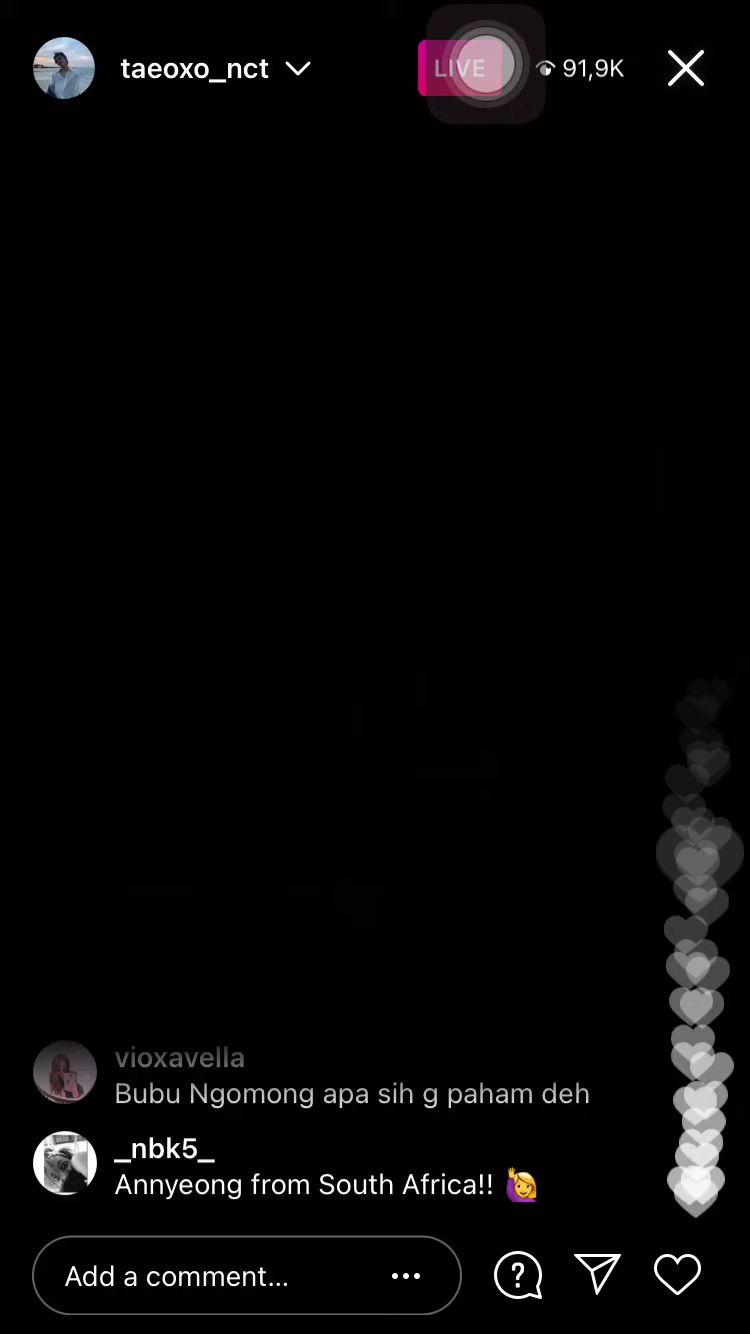 taeoxo_nct
LIVE
91,9K
vioxavella
Bubu Ngomong apa sih g paham deh
_nbk5_
Annyeong from South Africa!! 🙋‍♀️
Add a comment...